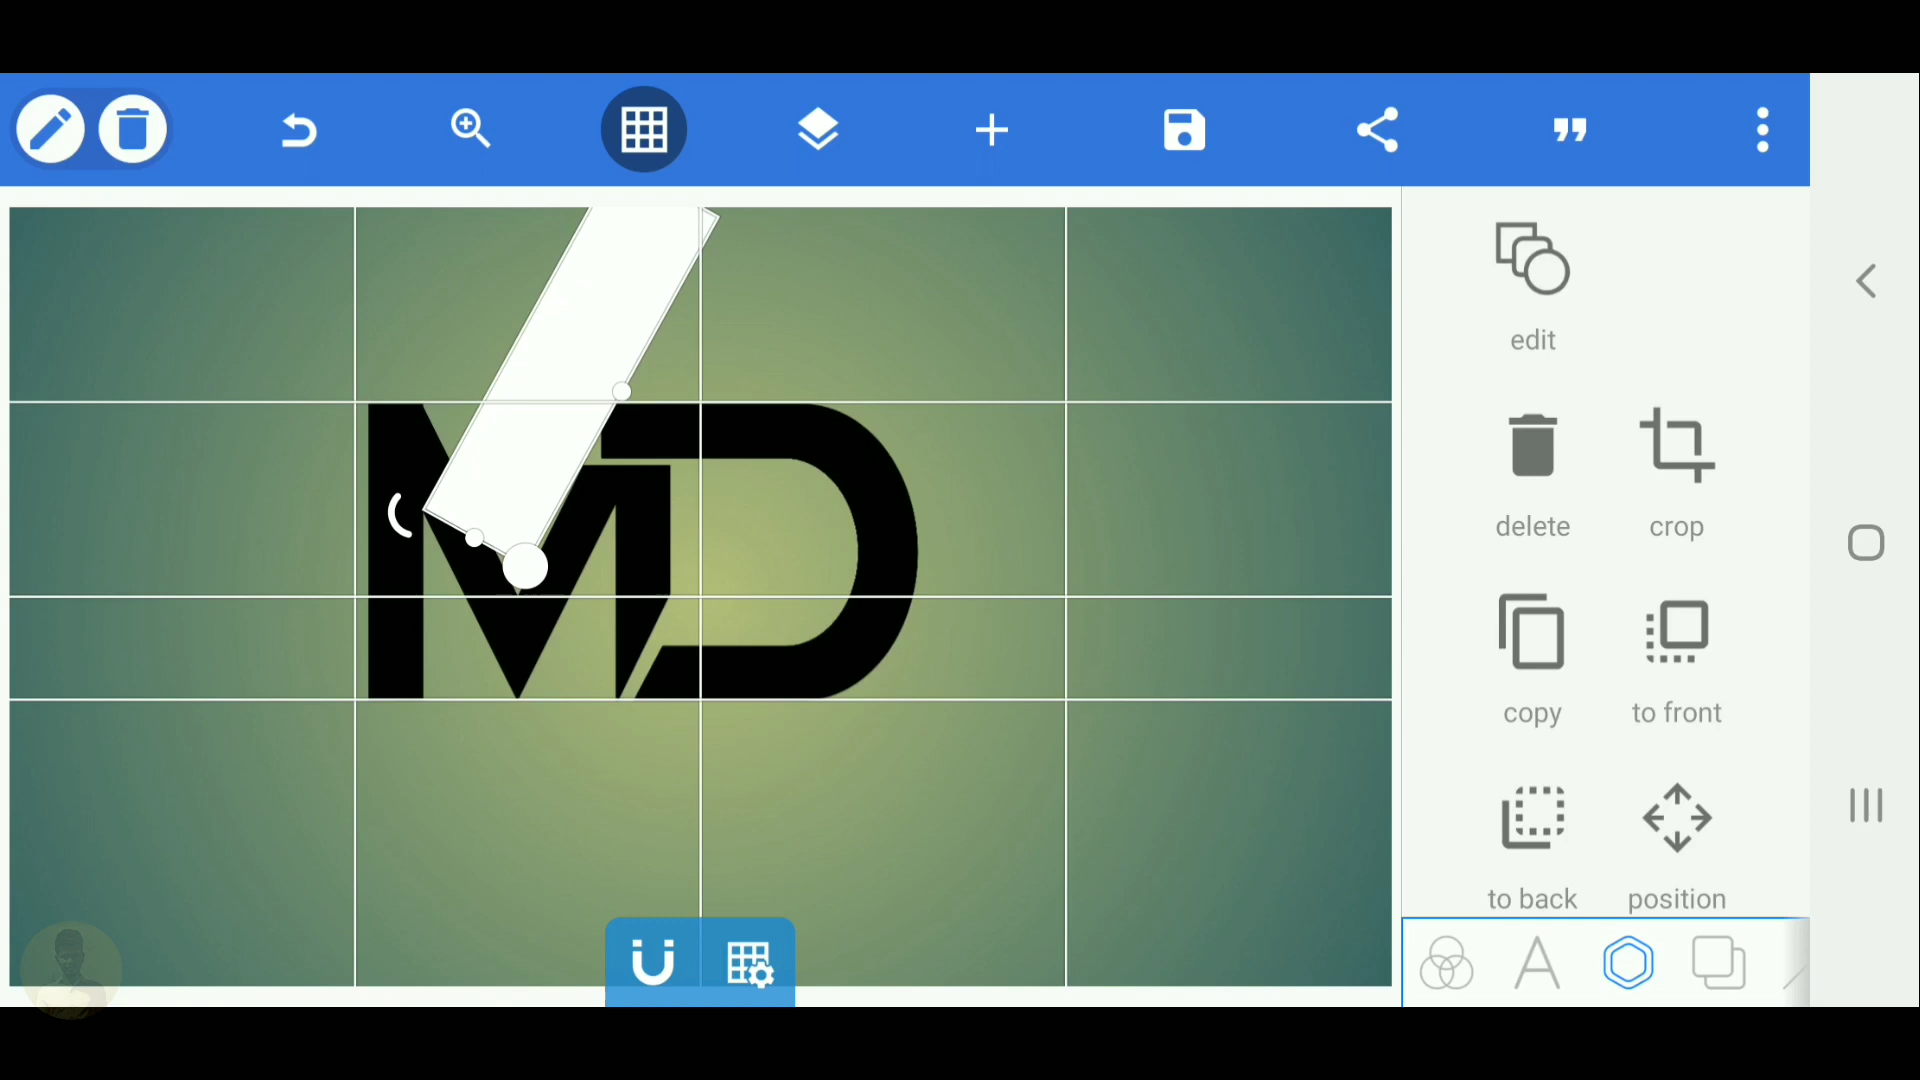 MD
edit
delete
crop
copy
to front
to back
position